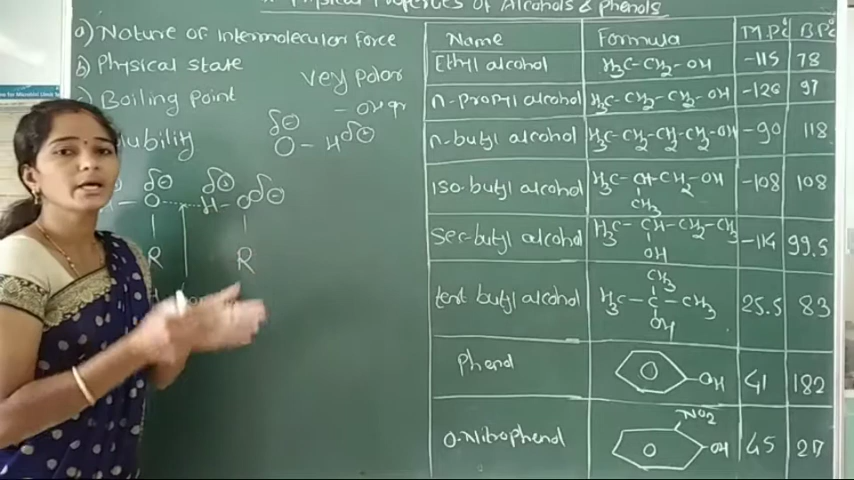 Physical Properties of Alcohols & Phenols
a) Nature of Intermolecular Force
b) Physical state
very polar
Boiling Point
- OH gr
δ⊖
O - H δ⊕
δ⊖ δ⊕ δ⊖
- O ..... H - O
R R
Name Formula M.P°C B.P°C
Ethyl alcohol H3C-CH2-OH -115 78
n-propyl alcohol H3C-CH2-CH2-OH -126 97
n-butyl alcohol H3C-CH2-CH2-CH2-OH -90 118
iso-butyl alcohol H3C-CH-CH2-OH -108 108
CH3
Sec-butyl alcohol H3C-CH-CH2-CH3 -114 99.5
OH
CH3
tert butyl alcohol H3C-C-CH3 25.5 83
OH
Phenol -OH 41 182
NO2
O-Nitrophenol -OH 45 217